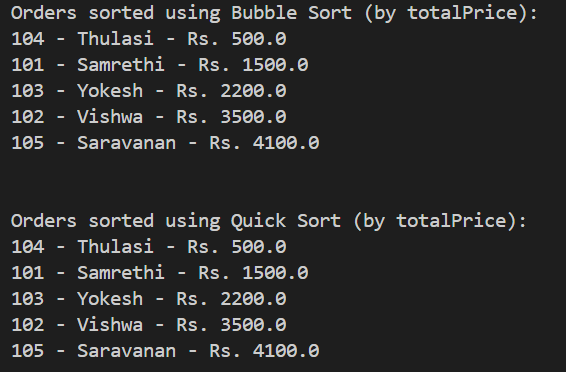 Orders sorted using Bubble Sort (by totalPrice):
104 - Thulasi - Rs. 500.0
101 - Samrethi - Rs. 1500.0
103 - Yokesh - Rs. 2200.0
102 - Vishwa - Rs. 3500.0
105 - Saravanan - Rs. 4100.0
Orders sorted using Quick Sort (by totalPrice):
104 - Thulasi - Rs. 500.0
101 - Samrethi - Rs. 1500.0
103 - Yokesh - Rs. 2200.0
102 - Vishwa - Rs. 3500.0
105 - Saravanan - Rs. 4100.0